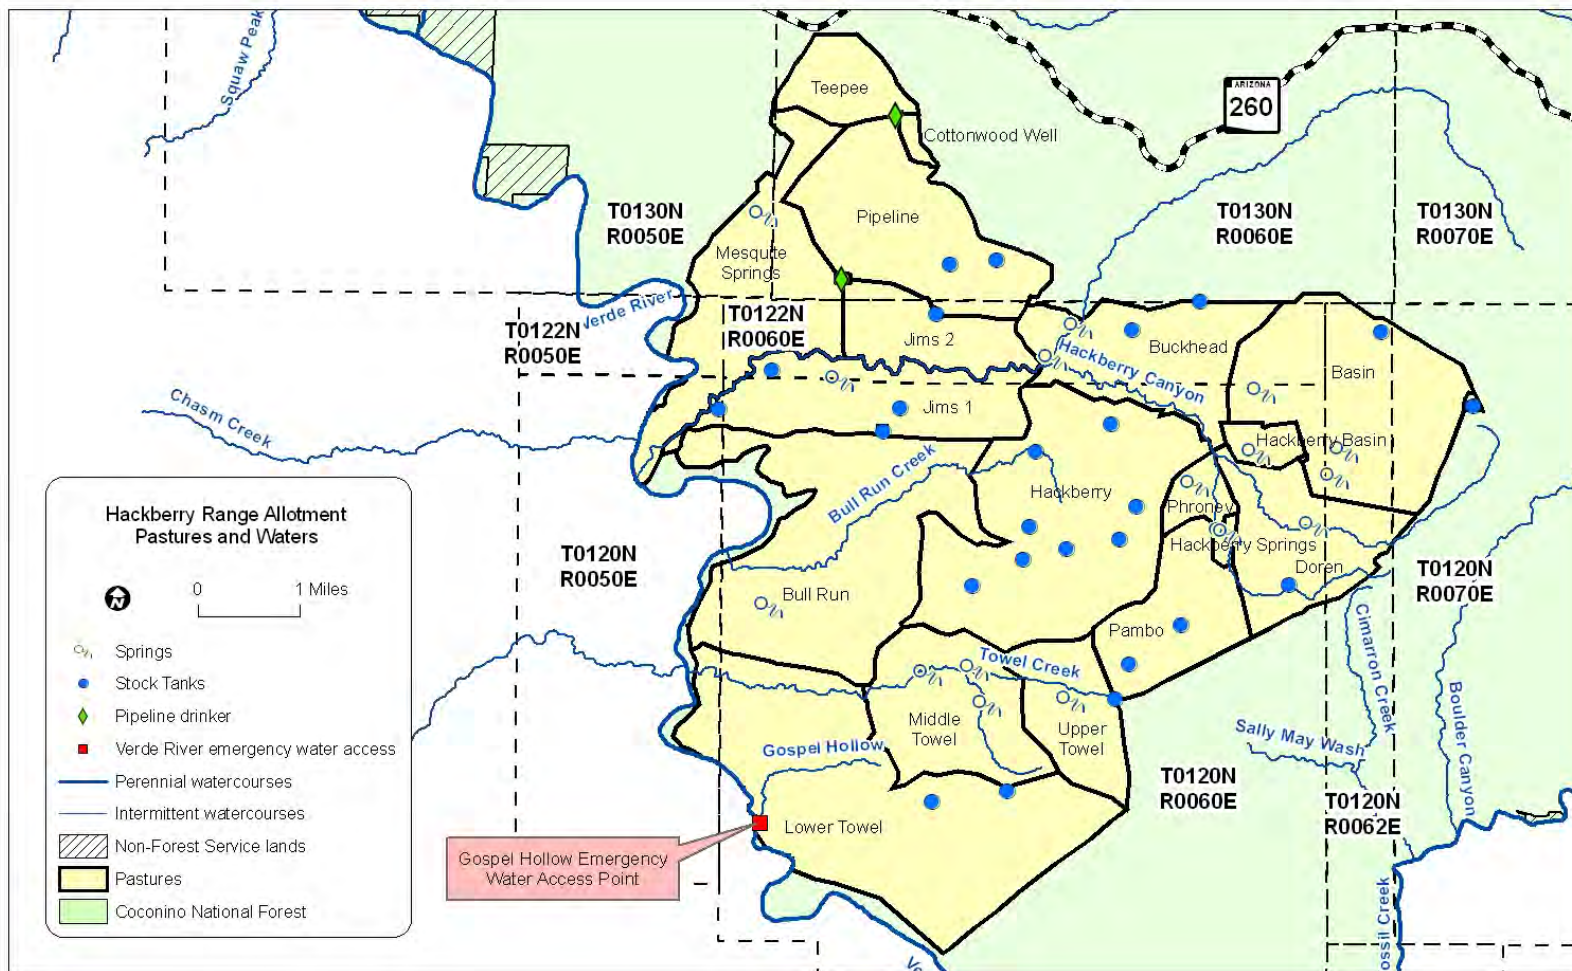 Squaw Peak
Teepee
ARIZONA
260
Cottonwood Well
T0130N
R0050E
Pipeline
T0130N
R0060E
T0130N
R0070E
Mesquite
Springs
Verde River
T0122N
R0050E
T0122N
R0060E
Jims 2
Buckhead
Hackberry Canyon
Basin
Chasm Creek
Jims 1
Hackberry Basin
Bull Run Creek
Hackberry
Phroney
Hackberry Springs
Doren
T0120N
R0050E
Bull Run
T0120N
R0070E
Pambo
Cimarron Creek
Boulder Canyon
Towel Creek
Middle
Towel
Upper
Towel
Gospel Hollow
Sally May Wash
T0120N
R0060E
T0120N
R0062E
Lower Towel
Gospel Hollow Emergency
Water Access Point
ossil Creek
Ve
Hackberry Range Allotment
Pastures and Waters
N
0 1 Miles
Springs
Stock Tanks
Pipeline drinker
Verde River emergency water access
Perennial watercourses
Intermittent watercourses
Non-Forest Service lands
Pastures
Coconino National Forest